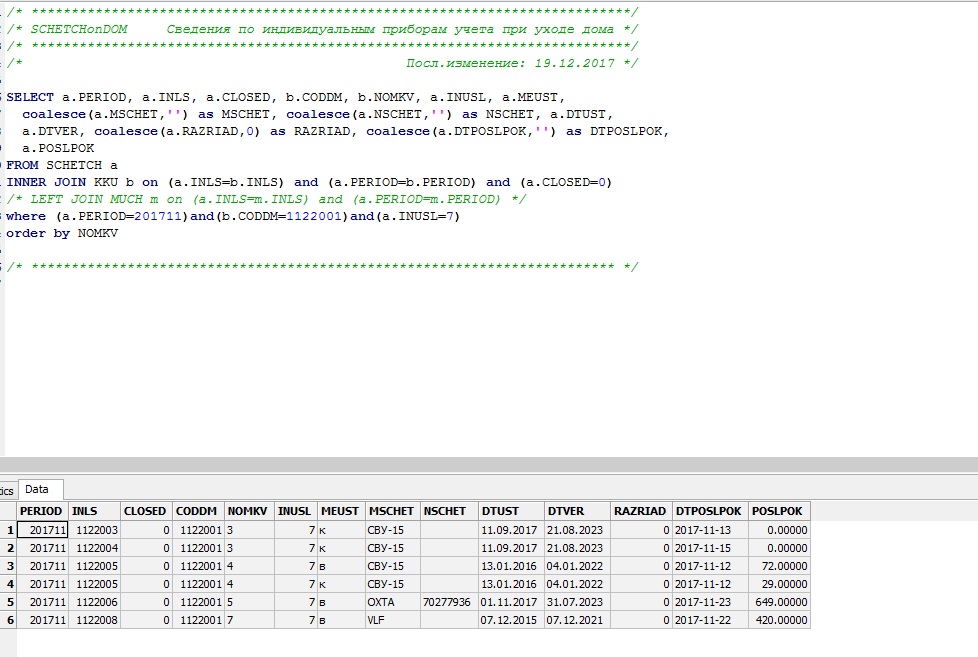 /* ***************************************************************************/
/* SCHETCHonDOM     Сведения по индивидуальным приборам учета при уходе дома */
/* ***************************************************************************/
/*                                                Посл.изменение: 19.12.2017 */
SELECT a.PERIOD, a.INLS, a.CLOSED, b.CODDM, b.NOMKV, a.INUSL, a.MEUST,
  coalesce(a.MSCHET,'') as MSCHET, coalesce(a.NSCHET,'') as NSCHET, a.DTUST,
  a.DTVER, coalesce(a.RAZRIAD,0) as RAZRIAD, coalesce(a.DTPOSLPOK,'') as DTPOSLPOK,
  a.POSLPOK
FROM SCHETCH a
INNER JOIN KKU b on (a.INLS=b.INLS) and (a.PERIOD=b.PERIOD) and (a.CLOSED=0)
/* LEFT JOIN MUCH m on (a.INLS=m.INLS) and (a.PERIOD=m.PERIOD) */
where (a.PERIOD=201711)and(b.CODDM=1122001)and(a.INUSL=7)
order by NOMKV
/* ************************************************************************* */
tics Data
PERIOD INLS CLOSED CODDM NOMKV INUSL MEUST MSCHET NSCHET DTUST DTVER RAZRIAD DTPOSLPOK POSLPOK
1 201711 1122003 0 1122001 3 7 к СВУ-15 11.09.2017 21.08.2023 0 2017-11-13 0.00000
2 201711 1122004 0 1122001 3 7 к СВУ-15 11.09.2017 21.08.2023 0 2017-11-15 0.00000
3 201711 1122005 0 1122001 4 7 в СВУ-15 13.01.2016 04.01.2022 0 2017-11-12 72.00000
4 201711 1122005 0 1122001 4 7 к СВУ-15 13.01.2016 04.01.2022 0 2017-11-12 29.00000
5 201711 1122006 0 1122001 5 7 в ОХТА 70277936 01.11.2017 31.07.2023 0 2017-11-23 649.00000
6 201711 1122008 0 1122001 7 7 в VLF 07.12.2015 07.12.2021 0 2017-11-22 420.00000